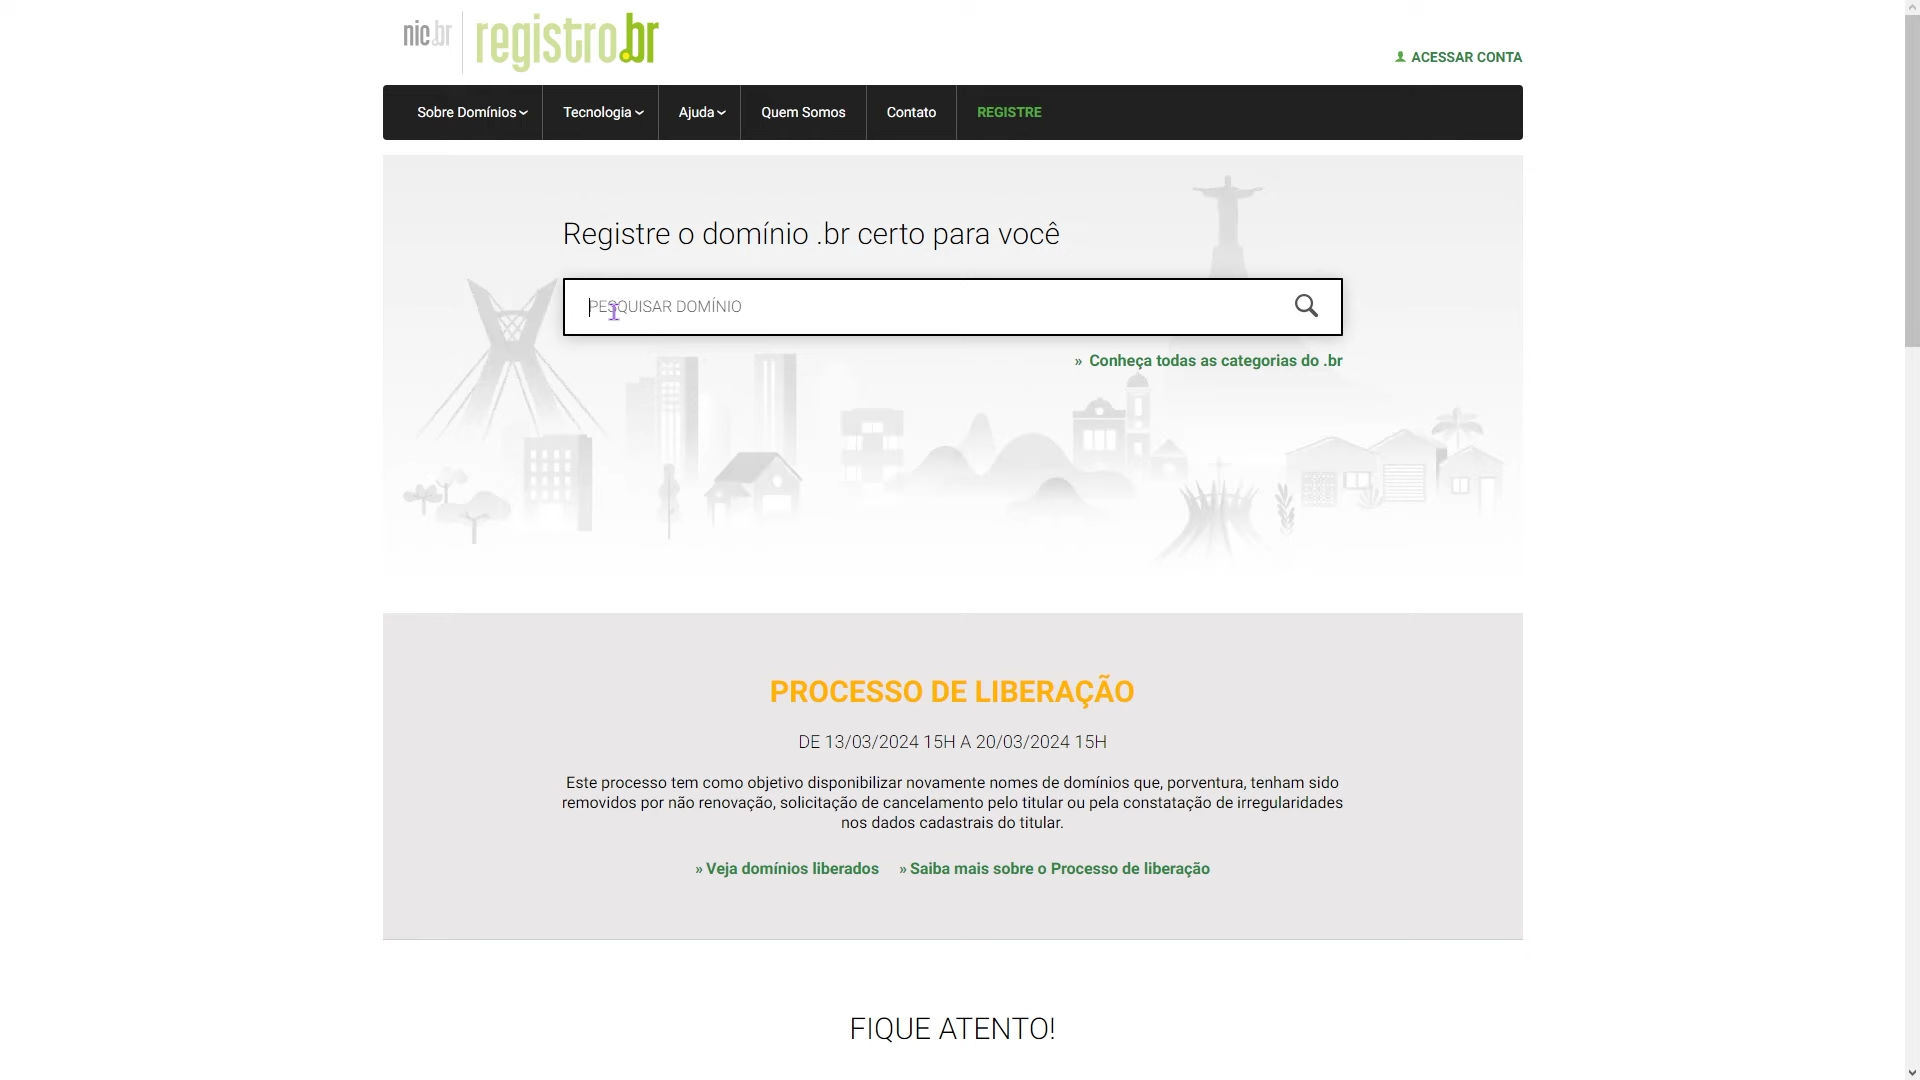 nic.br registro.br
ACESSAR CONTA
Sobre Domínios Tecnologia Ajuda Quem Somos Contato REGISTRE
Registre o domínio .br certo para você
PESQUISAR DOMÍNIO
» Conheça todas as categorias do .br
PROCESSO DE LIBERAÇÃO
DE 13/03/2024 15H A 20/03/2024 15H
Este processo tem como objetivo disponibilizar novamente nomes de domínios que, porventura, tenham sido
removidos por não renovação, solicitação de cancelamento pelo titular ou pela constatação de irregularidades
nos dados cadastrais do titular.
» Veja domínios liberados » Saiba mais sobre o Processo de liberação
FIQUE ATENTO!